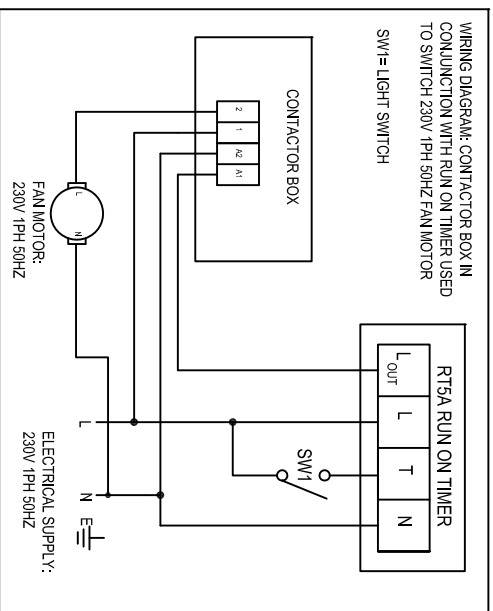 WIRING DIAGRAM: CONTACTOR BOX IN
CONJUNCTION WITH RUN ON TIMER USED
TO SWITCH 230V 1PH 50HZ FAN MOTOR
SW1= LIGHT SWITCH
CONTACTOR BOX
2
1
A2
A1
RT5A RUN ON TIMER
LOUT
L
T
N
SW1
L
N
FAN MOTOR:
230V 1PH 50HZ
L
N
E
ELECTRICAL SUPPLY:
230V 1PH 50HZ